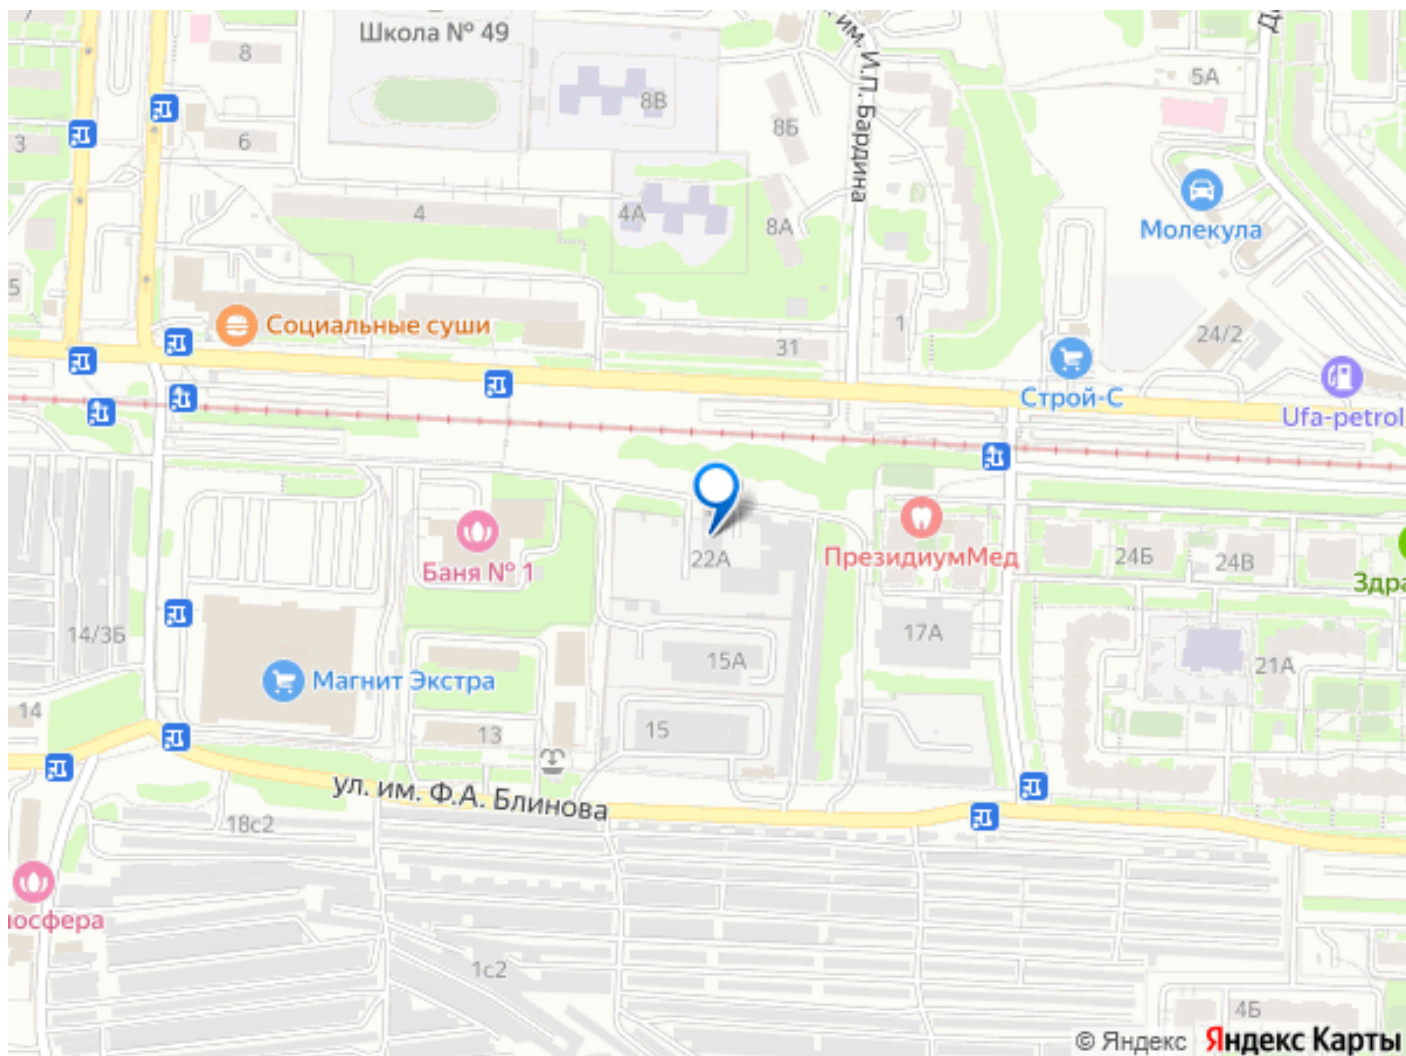 Школа № 49
8
8В
5А
7
им. И.П. Бардина
8Б
6
3
4
4А
8А
Молекула
5
Социальные суши
31
1
24/2
Строй-С
Ufa-petrol
Баня № 1
22А
ПрезидиумМед
24Б
24В
Здра
14/3Б
17А
15А
21А
Магнит Экстра
14
13
15
ул. им. Ф.А. Блинова
18с2
осфера
1с2
4Б
© Яндекс Яндекс Карты